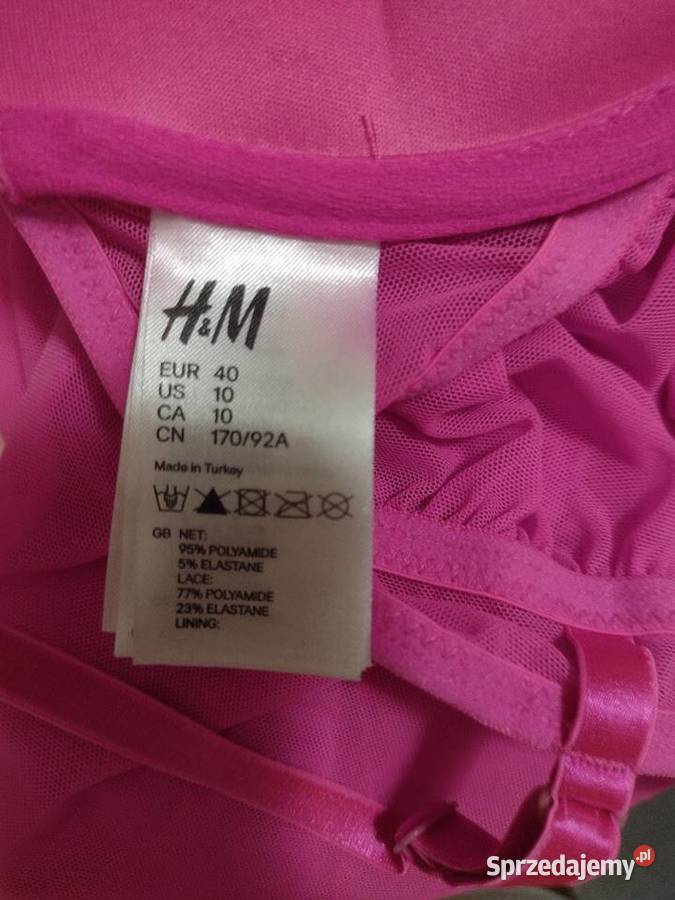 H&M
EUR 40
US 10
CA 10
CN 170/92A
Made in Turkey
GB NET:
95% POLYAMIDE
5% ELASTANE
LACE:
77% POLYAMIDE
23% ELASTANE
LINING:
Sprzedajemy.pl